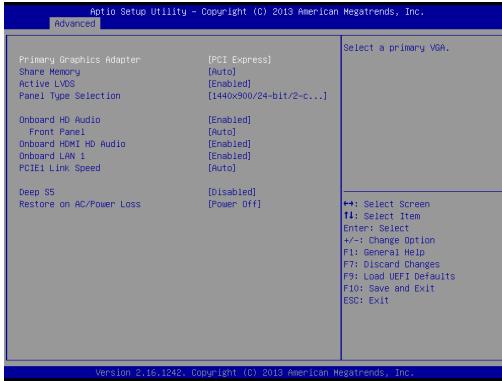 Aptio Setup Utility - Copyright (C) 2013 American Megatrends, Inc.
Advanced
Primary Graphics Adapter [PCI Express]
Share Memory [Auto]
Active LVDS [Enabled]
Panel Type Selection [1440x900/24-bit/2-c...]
Onboard HD Audio [Enabled]
Front Panel [Auto]
Onboard HDMI HD Audio [Enabled]
Onboard LAN 1 [Enabled]
PCIE1 Link Speed [Auto]
Deep S5 [Disabled]
Restore on AC/Power Loss [Power Off]
Select a primary VGA.
↔: Select Screen
↑↓: Select Item
Enter: Select
+/-: Change Option
F1: General Help
F7: Discard Changes
F9: Load UEFI Defaults
F10: Save and Exit
ESC: Exit
Version 2.16.1242. Copyright (C) 2013 American Megatrends, Inc.